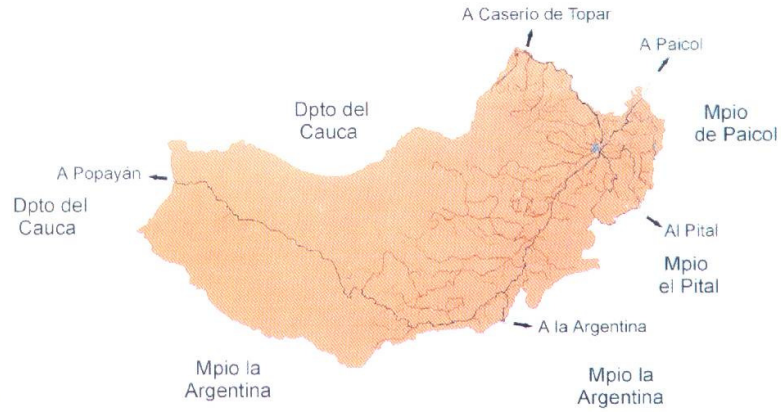 A Caserio de Topar
A Paicol
Dpto del
Cauca
Mpio
de Paicol
A Popayán
Dpto del
Cauca
Al Pital
Mpio
el Pital
A la Argentina
Mpio la
Argentina
Mpio la
Argentina